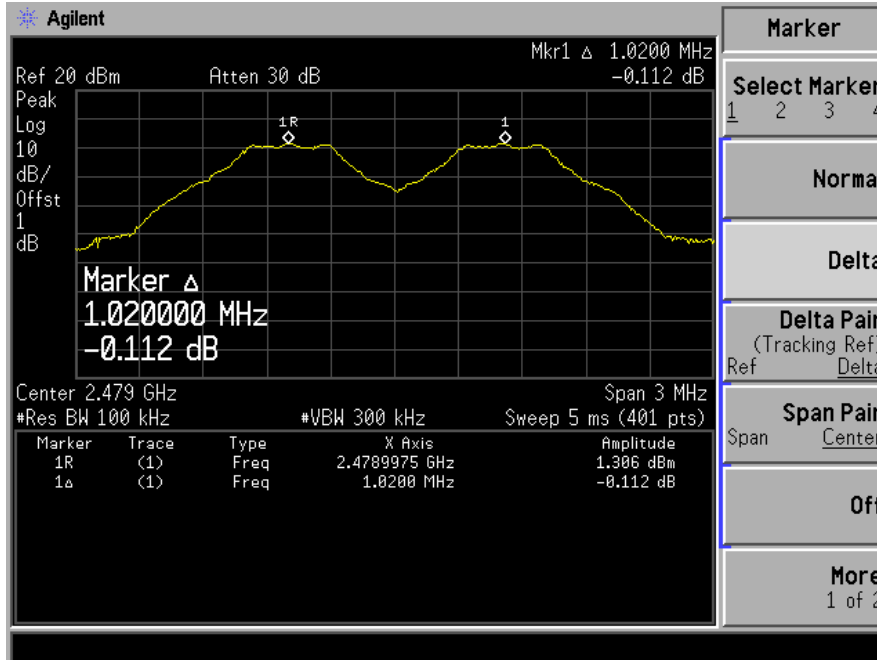 Agilent
Mkr1 Δ 1.0200 MHz
Ref 20 dBm Atten 30 dB -0.112 dB
Peak
Log
10
dB/
Offst
1
dB
1R
1
Marker Δ
1.020000 MHz
-0.112 dB
Center 2.479 GHz Span 3 MHz
#Res BW 100 kHz #VBW 300 kHz Sweep 5 ms (401 pts)
Marker Trace Type X Axis Amplitude
1R (1) Freq 2.4789975 GHz 1.306 dBm
1Δ (1) Freq 1.0200 MHz -0.112 dB
Marker
Select Marker
1 2 3 4
Norma
Delta
Delta Pair
(Tracking Ref)
Ref Delta
Span Pair
Span Center
Off
More
1 of 2